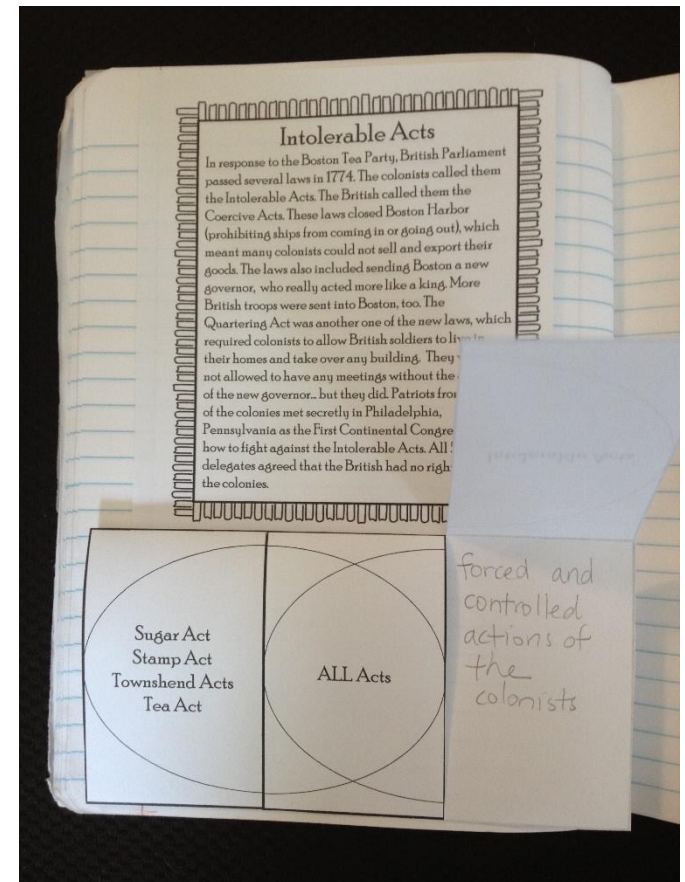 Intolerable Acts
In response to the Boston Tea Party, British Parliament
passed several laws in 1774. The colonists called them
the Intolerable Acts. The British called them the
Coercive Acts. These laws closed Boston Harbor
(prohibiting ships from coming in or going out), which
meant many colonists could not sell and export their
goods. The laws also included sending Boston a new
governor, who really acted more like a king. More
British troops were sent into Boston, too. The
Quartering Act was another one of the new laws, which
required colonists to allow British soldiers to live in
their homes and take over any building. They
not allowed to have any meetings without the
of the new governor... but they did. Patriots
of the colonies met secretly in Philadelphia,
Pennsylvania as the First Continental
how to fight against the Intolerable Acts. All
delegates agreed that the British had no
the colonies.
Sugar Act
Stamp Act
Townshend Acts
Tea Act
ALL Acts
forced and
controlled
actions of
the
colonists